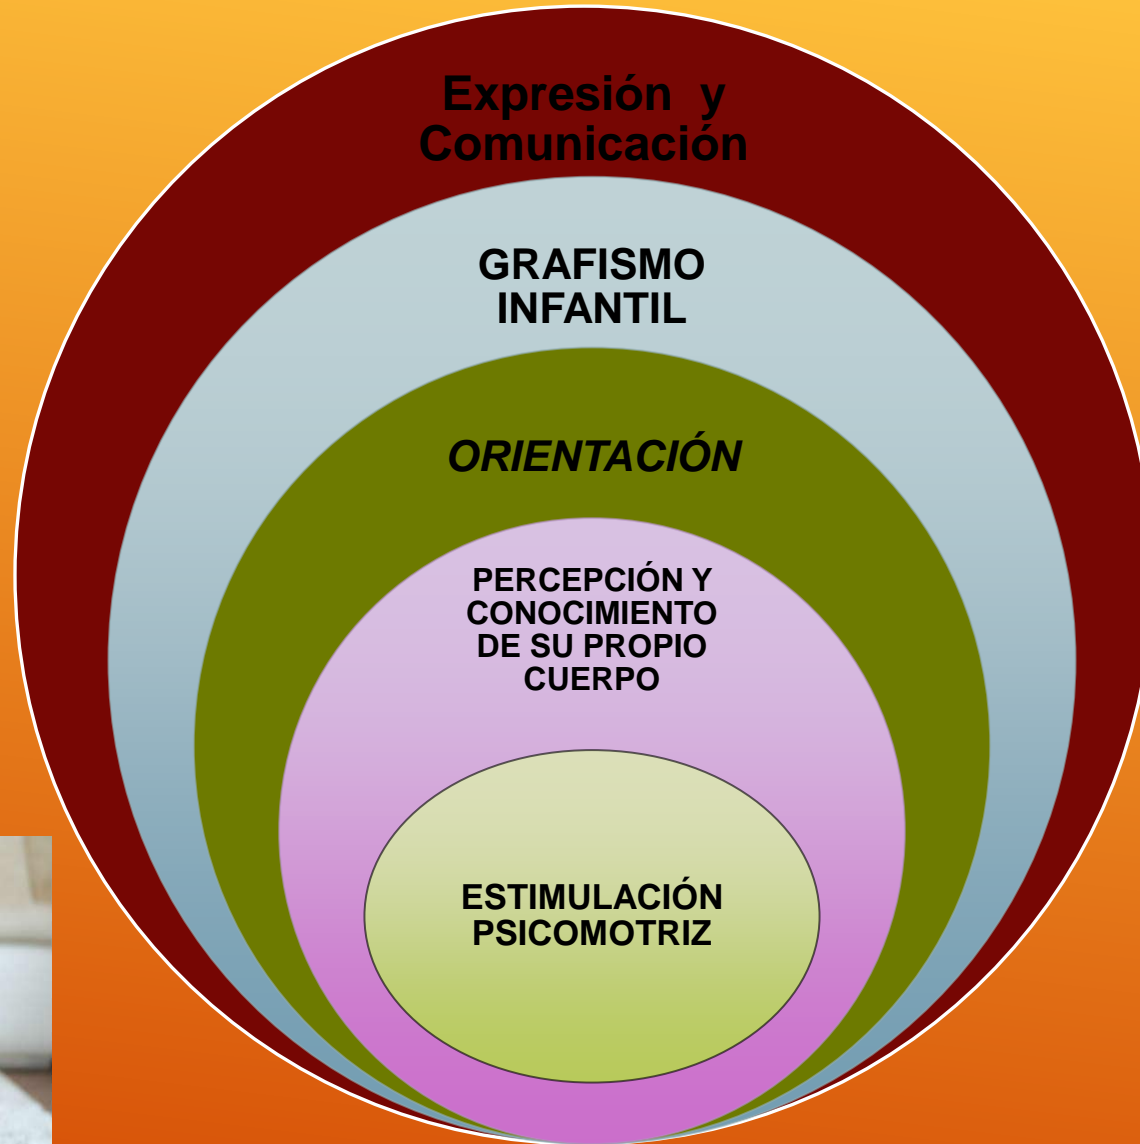 Expresión y
Comunicación
GRAFISMO
INFANTIL
ORIENTACIÓN
PERCEPCIÓN Y
CONOCIMIENTO
DE SU PROPIO
CUERPO
ESTIMULACIÓN
PSICOMOTRIZ